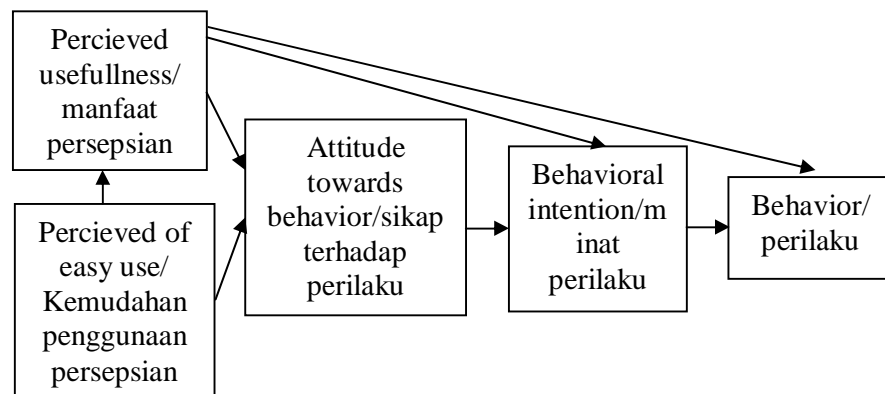 Percieved
usefullness/
manfaat
persepsian
Percieved of
easy use/
Kemudahan
penggunaan
persepsian
Attitude
towards
behavior/sikap
terhadap
perilaku
Behavioral
intention/m
inat
perilaku
Behavior/
perilaku